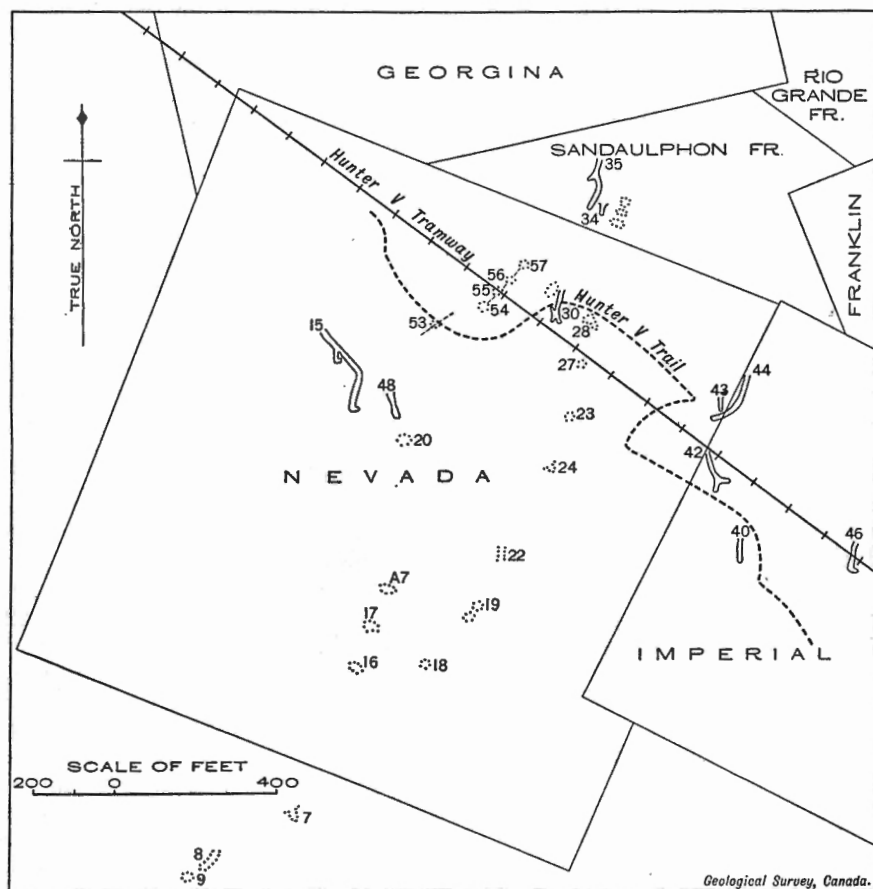 GEORGINA
RIO
GRANDE
FR.
SANDAULPHON FR.
35
34
FRANKLIN
TRUE NORTH
Hunter V Tramway
57
56
55
54
53
30
28
Hunter V Trail
27
15
48
20
23
24
44
43
42
NEVADA
40
46
22
A7
19
17
16
18
IMPERIAL
SCALE OF FEET
200 0 400
7
8
9
Geological Survey, Canada.